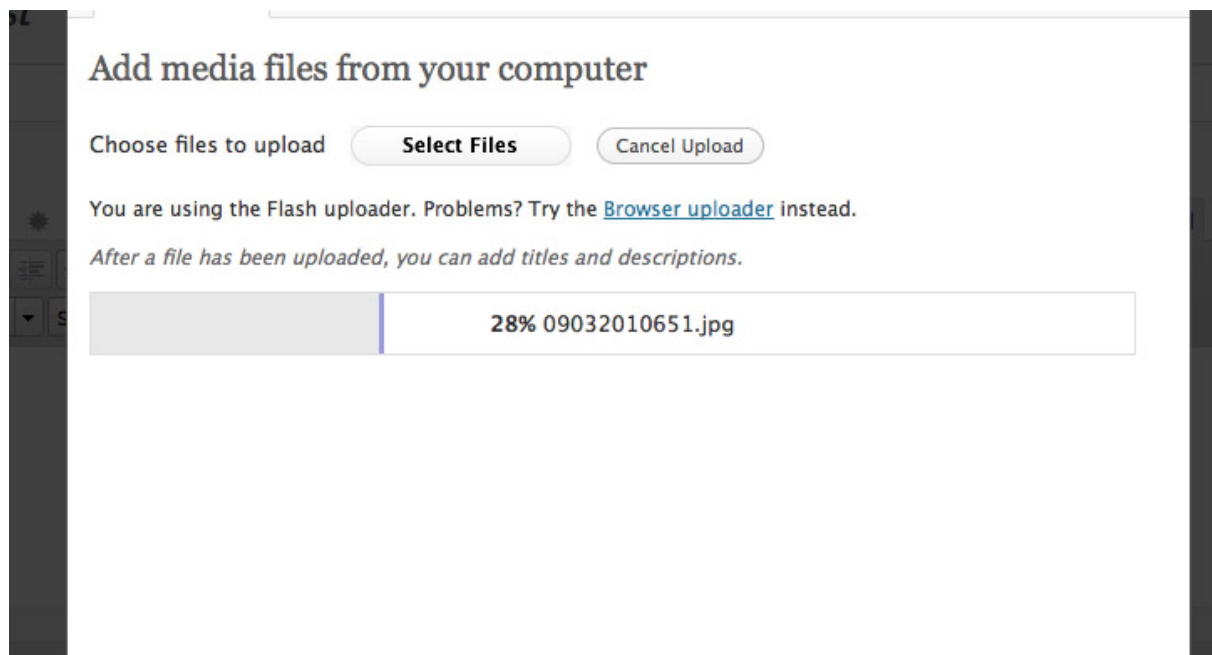 Add media files from your computer
Choose files to upload Select Files Cancel Upload
You are using the Flash uploader. Problems? Try the Browser uploader instead.
After a file has been uploaded, you can add titles and descriptions.
28% 09032010651.jpg